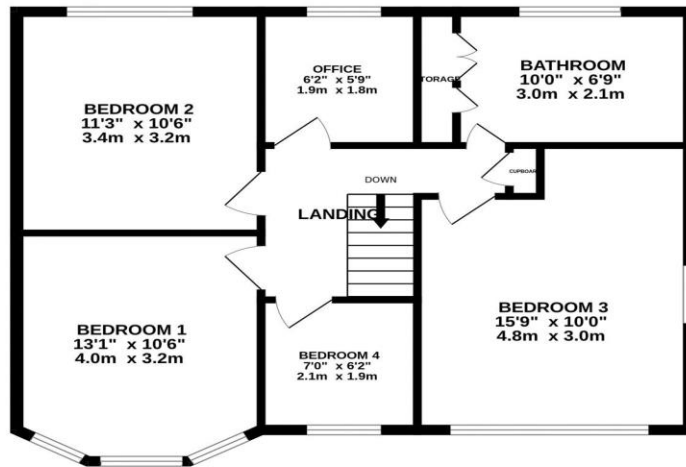 BEDROOM 2
11'3" x 10'6"
3.4m x 3.2m
OFFICE
6'2" x 5'9"
1.9m x 1.8m
TORAGE
BATHROOM
10'0" x 6'9"
3.0m x 2.1m
CUPBOAR
DOWN
LANDING
BEDROOM 1
13'1" x 10'6"
4.0m x 3.2m
BEDROOM 4
7'0" x 6'2"
2.1m x 1.9m
BEDROOM 3
15'9" x 10'0"
4.8m x 3.0m